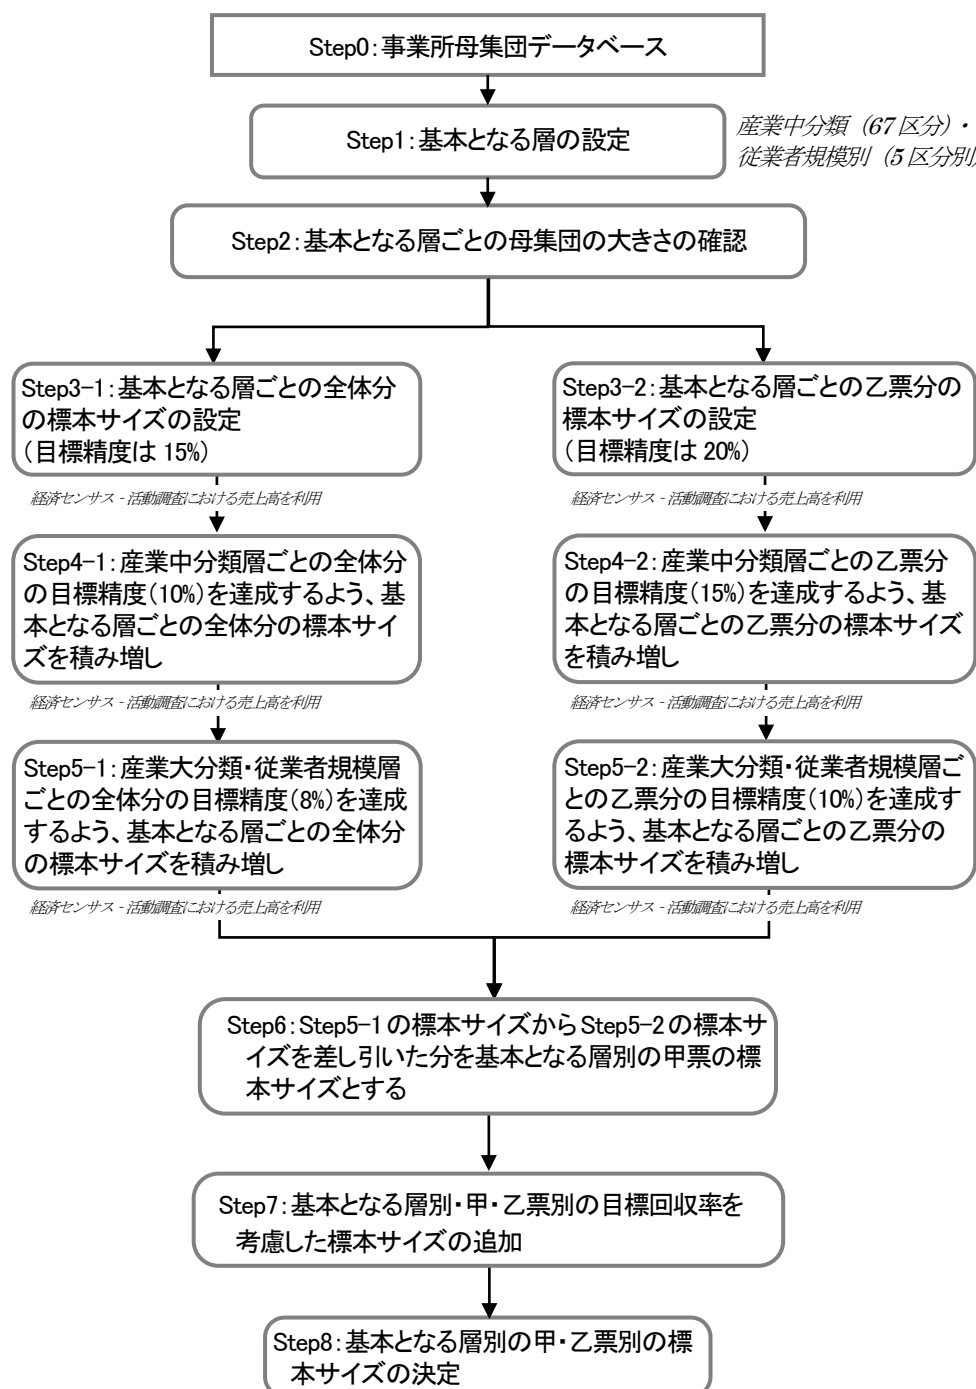 Step0：事業所母集団データベース
Step1：基本となる層の設定
産業中分類（67区分）・
従業者規模別（5区分別）
Step2：基本となる層ごとの母集団の大きさの確認
Step3-1：基本となる層ごとの全体分
の標本サイズの設定
（目標精度は15%）
経済センサス‐活動調査における売上高を利用
Step4-1：産業中分類層ごとの全体分
の目標精度（10%）を達成するよう、基
本となる層ごとの全体分の標本サイ
ズを積み増し
経済センサス‐活動調査における売上高を利用
Step5-1：産業大分類・従業者規模層
ごとの全体分の目標精度（8%）を達成
するよう、基本となる層ごとの全体分
の標本サイズを積み増し
経済センサス‐活動調査における売上高を利用
Step3-2：基本となる層ごとの乙票分の
標本サイズの設定
（目標精度は20%）
経済センサス‐活動調査における売上高を利用
Step4-2：産業中分類層ごとの乙票分
の目標精度（15%）を達成するよう、基
本となる層ごとの乙票分の標本サイズ
を積み増し
経済センサス‐活動調査における売上高を利用
Step5-2：産業大分類・従業者規模層ご
との乙票分の目標精度（10%）を達成す
るよう、基本となる層ごとの乙票分の
標本サイズを積み増し
経済センサス‐活動調査における売上高を利用
Step6：Step5-1の標本サイズからStep5-2の標本サ
イズを差し引いた分を基本となる層別の甲票の標
本サイズとする
Step7：基本となる層別・甲・乙票別の目標回収率を
考慮した標本サイズの追加
Step8：基本となる層別の甲・乙票別の標
本サイズの決定